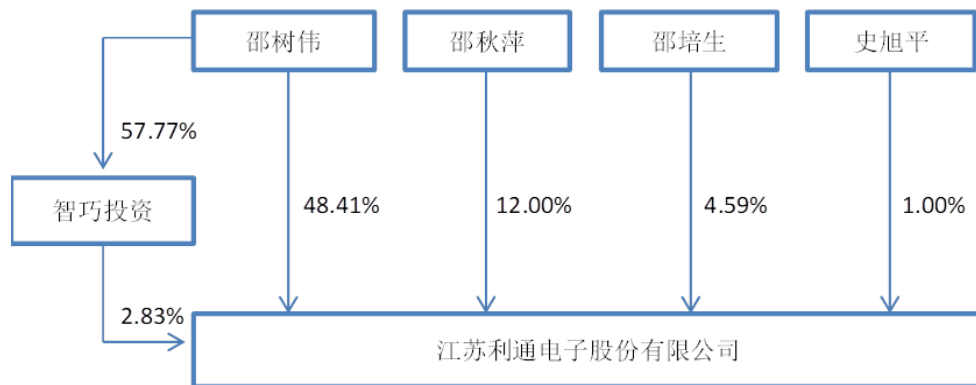 邵树伟
邵秋萍
邵培生
史旭平
57.77%
智巧投资
48.41%
12.00%
4.59%
1.00%
2.83%
江苏利通电子股份有限公司